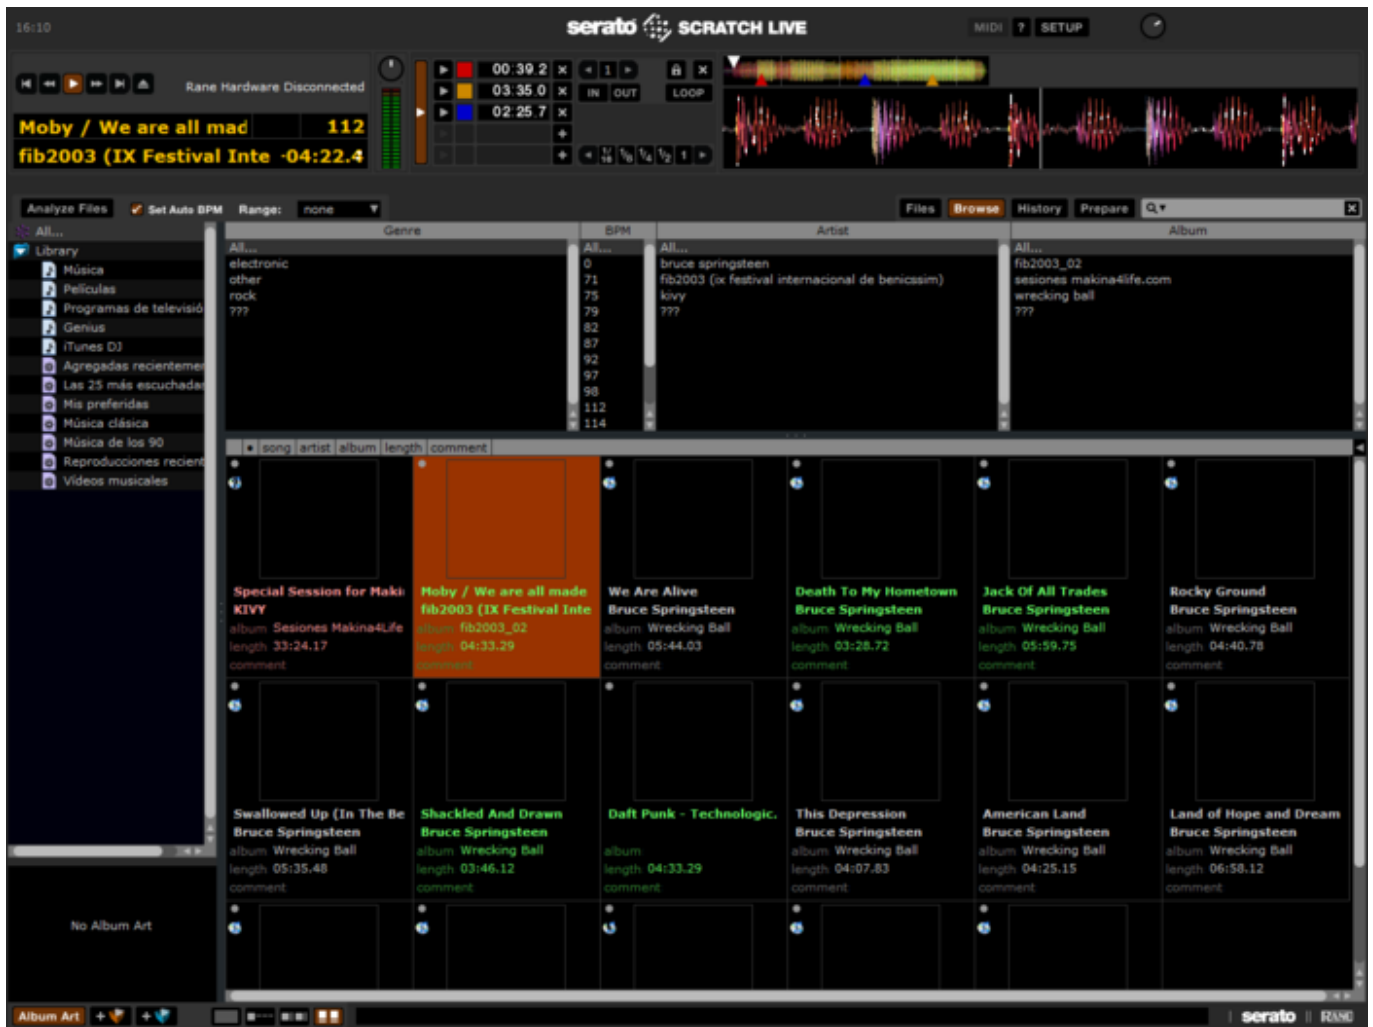 16:10
serato SCRATCH LIVE
MIDI ? SETUP
Rane Hardware Disconnected
Moby / We are all mad 112
fib2003 (IX Festival Inte -04:22.4
00:39.2 x
03:35.0 x
02:25.7 x
1
IN OUT
LOOP
1/16 1/8 1/4 1/2 1
Analyze Files Set Auto BPM Range: none
Files Browse History Prepare
All...
Library
Música
Películas
Programas de televisió
Genius
iTunes DJ
Agregadas recientemer
Las 25 más escuchadas
Mis preferidas
Música clásica
Música de los 90
Reproducciones recient
Vídeos musicales
Genre
All...
electronic
other
rock
???
BPM
All...
0
71
75
79
82
87
92
97
98
112
114
Artist
All...
bruce springsteen
fib2003 (ix festival internacional de benicssim)
kivy
???
Album
All...
fib2003_02
sesiones makina4life.com
wrecking ball
???
song artist album length comment
Special Session for Maki
KIVY
album Sesiones Makina4Life
length 33:24.17
comment
Moby / We are all made
fib2003 (IX Festival Inte
album fib2003_02
length 04:33.29
comment
We Are Alive
Bruce Springsteen
album Wrecking Ball
length 05:44.03
comment
Death To My Hometown
Bruce Springsteen
album Wrecking Ball
length 03:28.72
comment
Jack Of All Trades
Bruce Springsteen
album Wrecking Ball
length 05:59.75
comment
Rocky Ground
Bruce Springsteen
album Wrecking Ball
length 04:40.78
comment
Swallowed Up (In The Be
Bruce Springsteen
album Wrecking Ball
length 05:35.48
comment
Shackled And Drawn
Bruce Springsteen
album Wrecking Ball
length 03:46.12
comment
Daft Punk - Technologic.
album
length 04:33.29
comment
This Depression
Bruce Springsteen
album Wrecking Ball
length 04:07.83
comment
American Land
Bruce Springsteen
album Wrecking Ball
length 04:25.15
comment
Land of Hope and Dream
Bruce Springsteen
album Wrecking Ball
length 06:58.12
comment
No Album Art
Album Art
serato
RANE